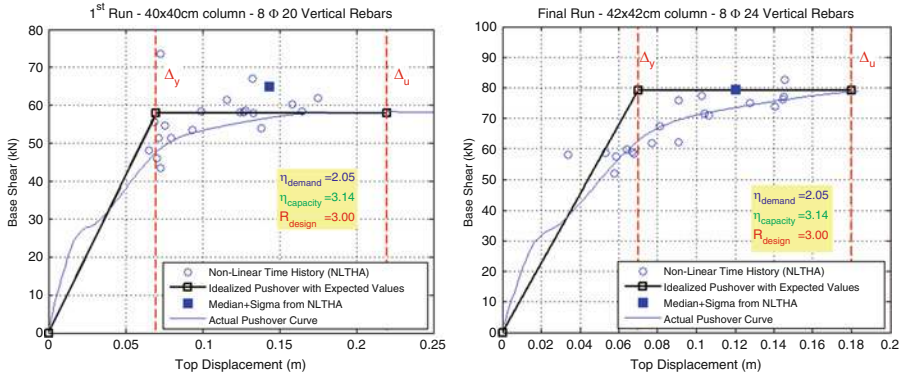 1st Run - 40x40cm column - 8 Φ 20 Vertical Rebars
80
70
60
50
40
30
20
10
0
Base Shear (kN)
Δy
Δu
ηdemand=2.05
ηcapacity=3.14
Rdesign=3.00
Non-Linear Time History (NLTHA)
Idealized Pushover with Expected Values
Median+Sigma from NLTHA
Actual Pushover Curve
0 0.05 0.1 0.15 0.2 0.25
Top Displacement (m)
Final Run - 42x42cm column - 8 Φ 24 Vertical Rebars
100
90
80
70
60
50
40
30
20
10
0
Base Shear (kN)
Δy
Δu
ηdemand=2.05
ηcapacity=3.14
Rdesign=3.00
Non-Linear Time History (NLTHA)
Idealized Pushover with Expected Values
Median+Sigma from NLTHA
Actual Pushover Curve
0 0.02 0.04 0.06 0.08 0.1 0.12 0.14 0.16 0.18 0.2
Top Displacement (m)